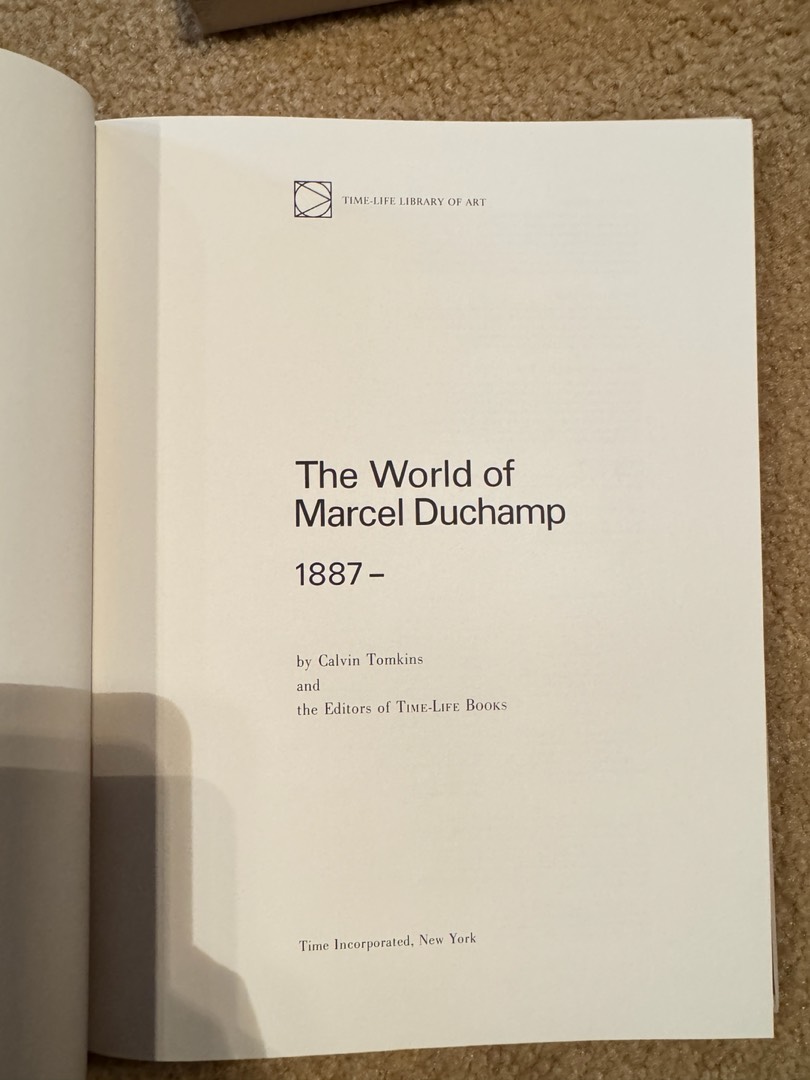 TIME-LIFE LIBRARY OF ART
The World of
Marcel Duchamp
1887–
by Calvin Tomkins
and
the Editors of TIME-LIFE BOOKS
Time Incorporated, New York